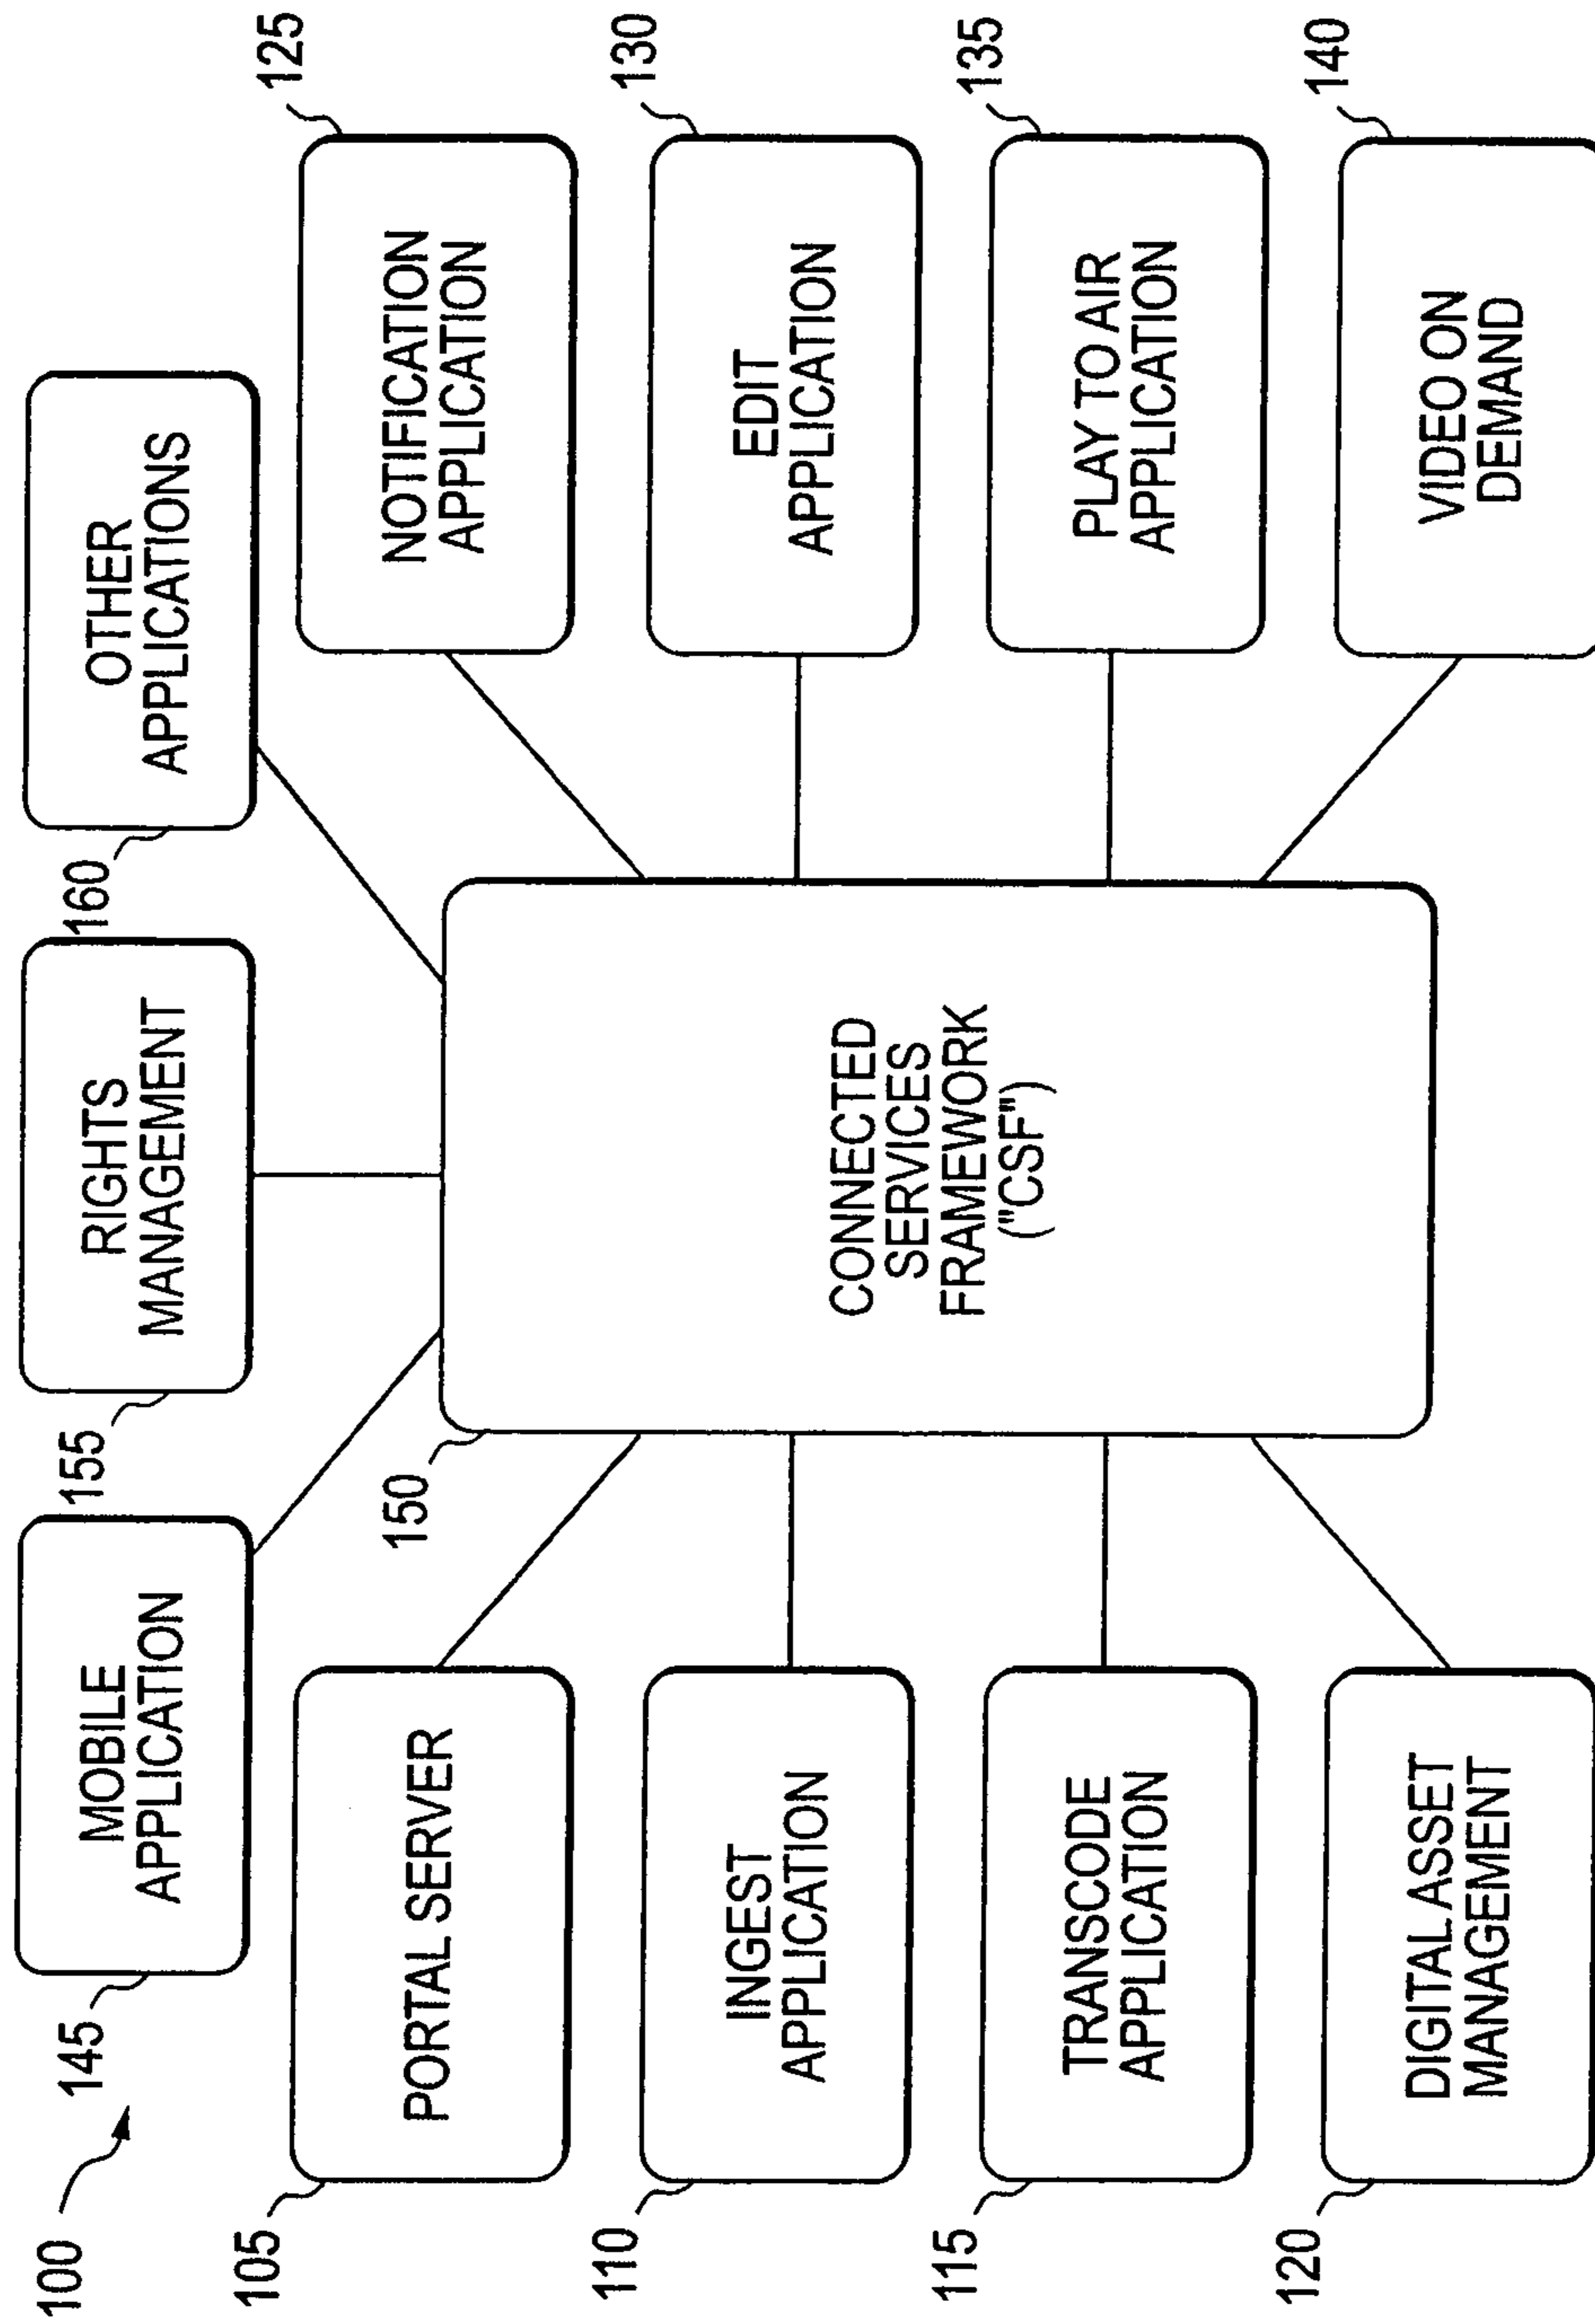 100
145
MOBILE
APPLICATION
155
RIGHTS
MANAGEMENT
160
OTHER
APPLICATIONS
105
PORTAL SERVER
110
INGEST
APPLICATION
115
TRANSCODE
APPLICATION
120
DIGITAL ASSET
MANAGEMENT
150
CONNECTED
SERVICES
FRAMEWORK
("CSF")
125
NOTIFICATION
APPLICATION
130
EDIT
APPLICATION
135
PLAY TO AIR
APPLICATION
140
VIDEO ON
DEMAND